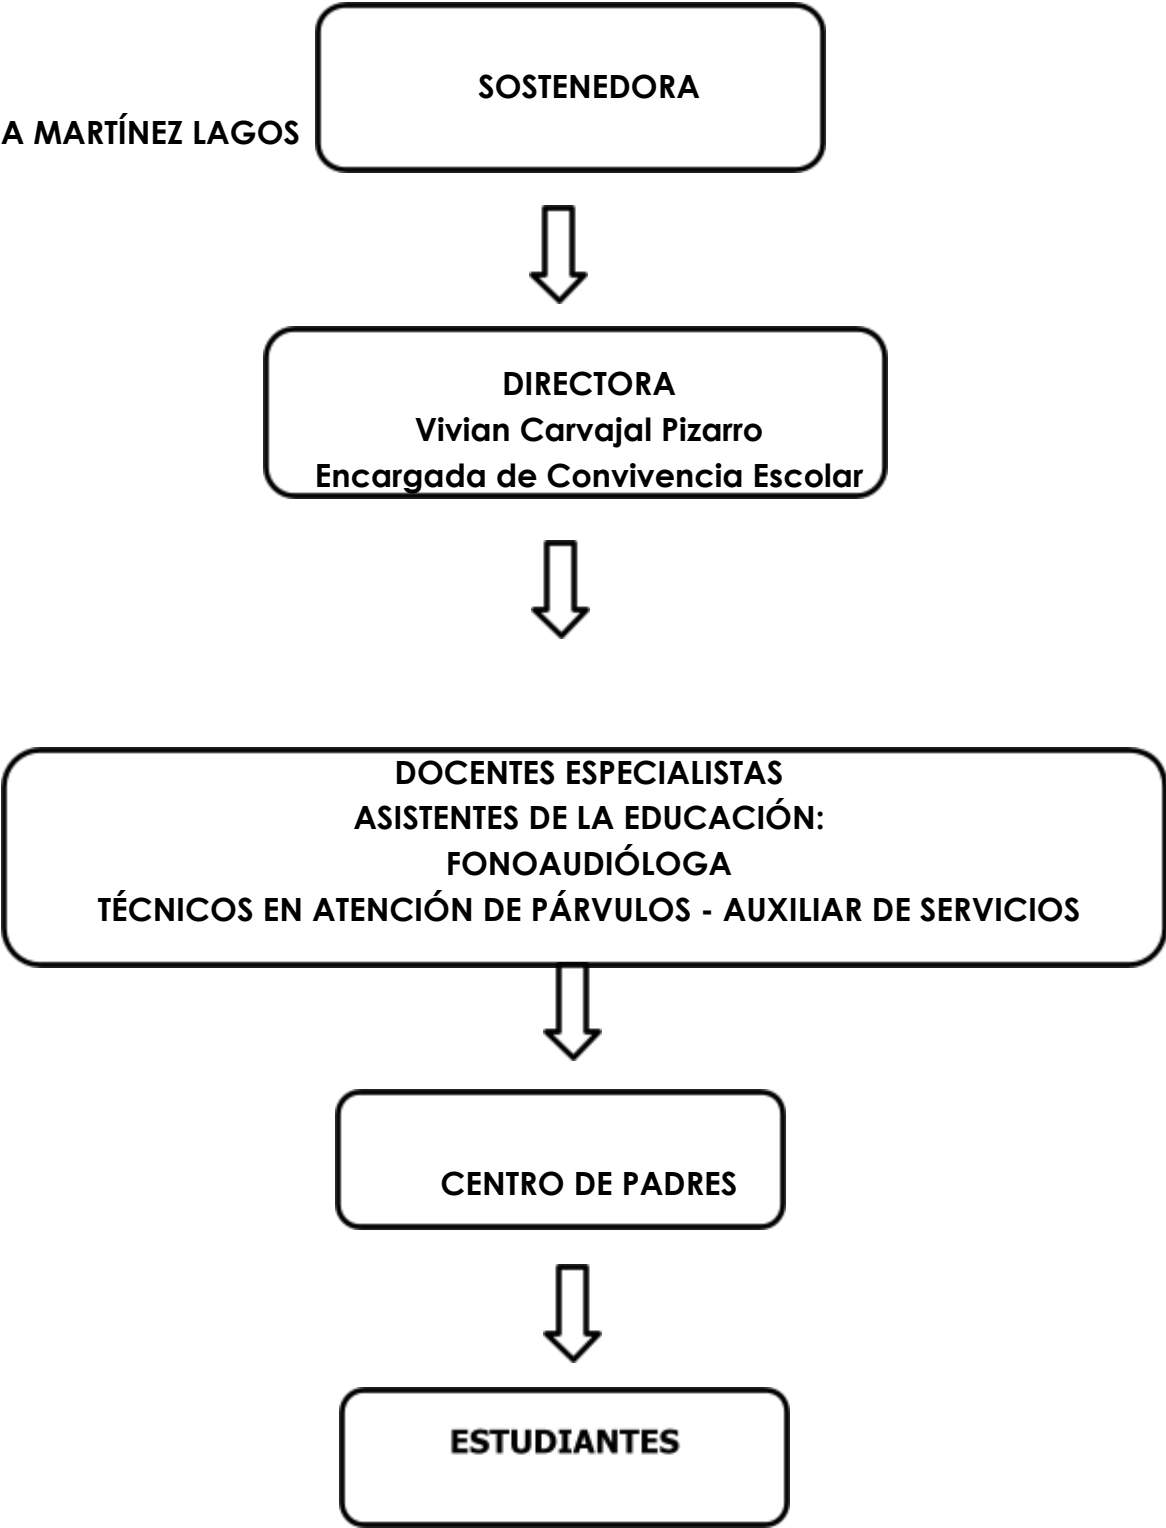 SOSTENEDORA
A MARTÍNEZ LAGOS
DIRECTORA
Vivian Carvajal Pizarro
Encargada de Convivencia Escolar
DOCENTES ESPECIALISTAS
ASISTENTES DE LA EDUCACIÓN:
FONOAUDIÓLOGA
TÉCNICOS EN ATENCIÓN DE PÁRVULOS - AUXILIAR DE SERVICIOS
CENTRO DE PADRES
ESTUDIANTES